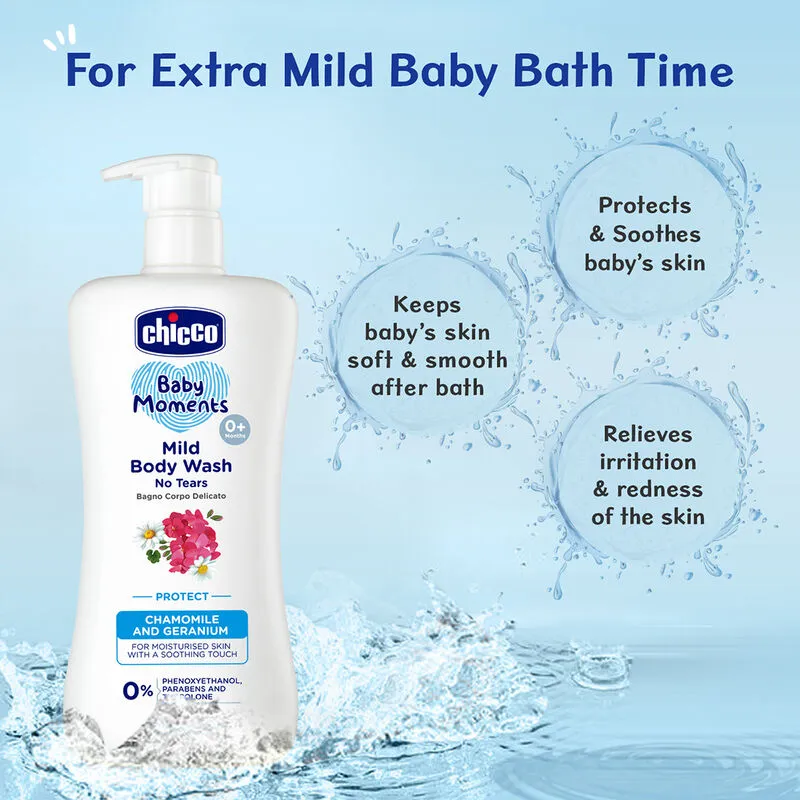 For Extra Mild Baby Bath Time
Protects
& Soothes
baby's skin
Keeps
baby's skin
soft & smooth
after bath
Relieves
irritation
& redness
of the skin
chicco
Baby
Moments
0+
Months
Mild
Body Wash
No Tears
Bagno Corpo Delicato
PROTECT
CHAMOMILE
AND GERANIUM
FOR MOISTURISED SKIN
WITH A SOOTHING TOUCH
0%
PHENOXYETHANOL,
PARABENS AND